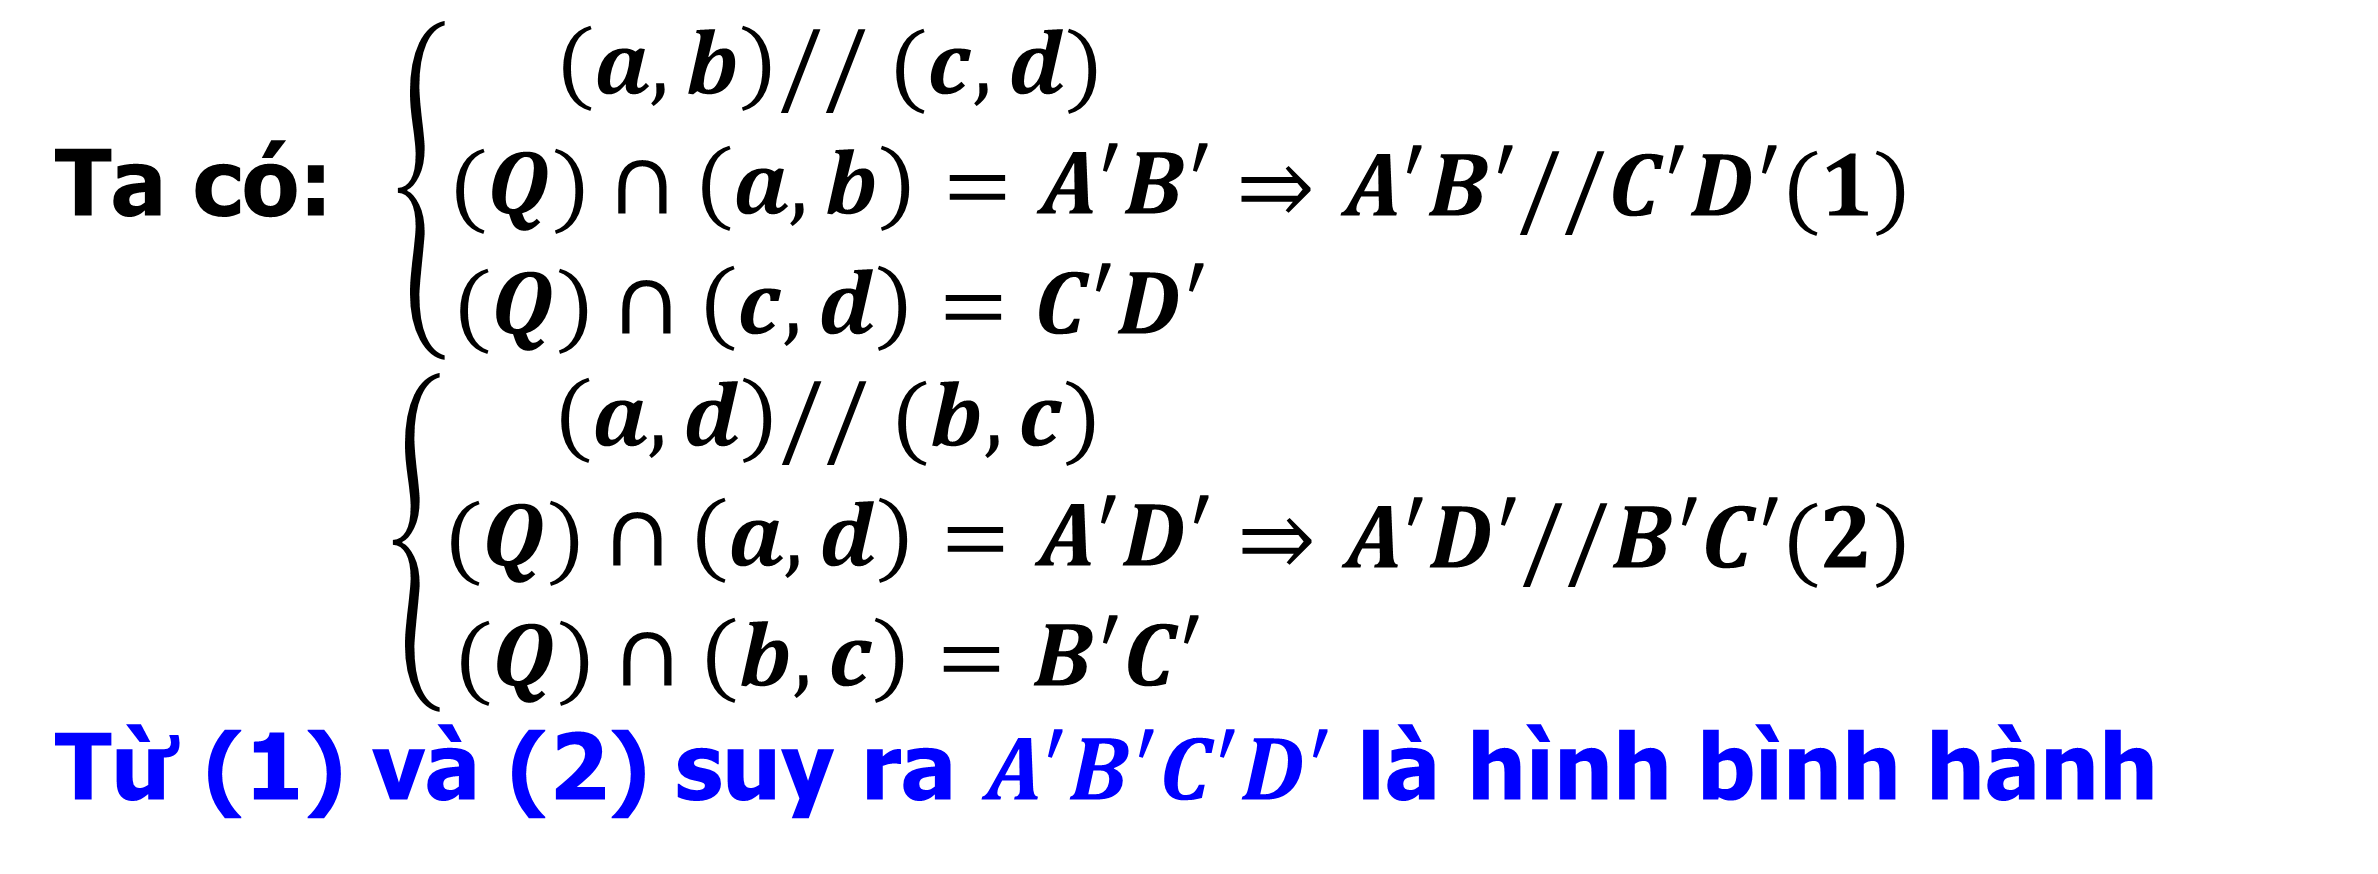 (a, b)// (c, d)
Ta có: (Q) ∩ (a, b) = A′B′ ⇒ A′B′//C′D′(1)
(Q) ∩ (c, d) = C′D′
(a, d)// (b, c)
(Q) ∩ (a, d) = A′D′ ⇒ A′D′//B′C′(2)
(Q) ∩ (b, c) = B′C′
Từ (1) và (2) suy ra A′B′C′D′ là hình bình hành